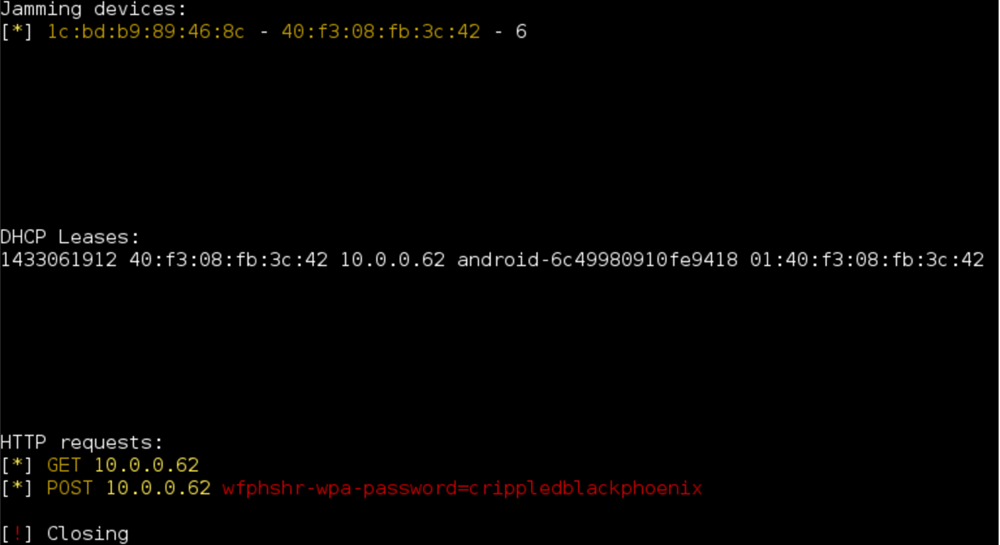 Jamming devices:
[*] 1c:bd:b9:89:46:8c - 40:f3:08:fb:3c:42 - 6
DHCP Leases:
1433061912 40:f3:08:fb:3c:42 10.0.0.62 android-6c49980910fe9418 01:40:f3:08:fb:3c:42
HTTP requests:
[*] GET 10.0.0.62
[*] POST 10.0.0.62 wfphshr-wpa-password=crippledblackphoenix
[!] Closing